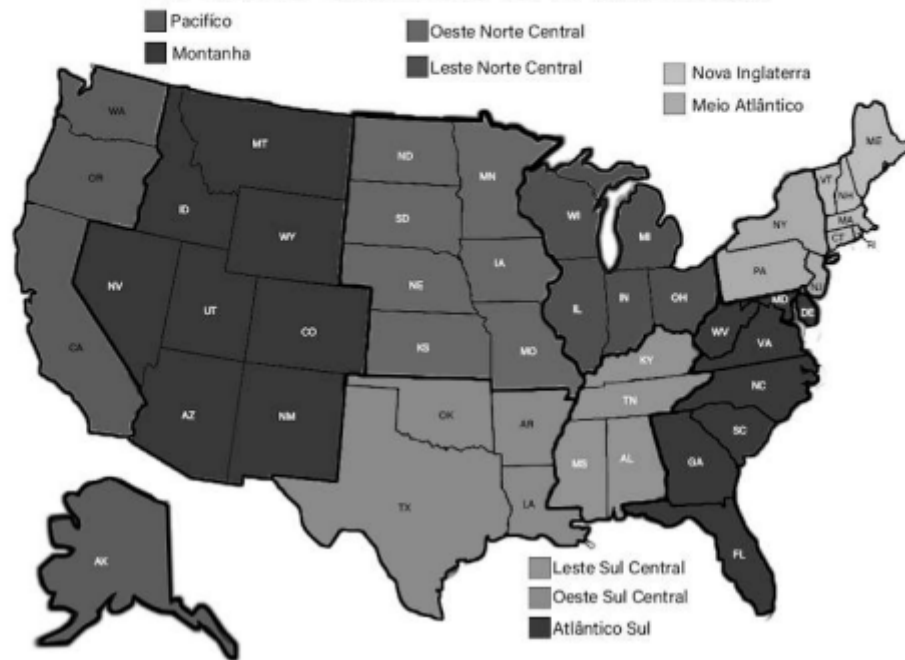 Pacífico
Montanha
Oeste Norte Central
Leste Norte Central
Nova Inglaterra
Meio Atlântico
WA
MT
ND
MN
ME
OR
ID
SD
WI
MI
VT
NH
NY
MA
CT
RI
WY
IA
PA
NJ
NV
NE
IL
IN
OH
MD
DE
UT
CO
WV
VA
CA
KS
MO
KY
NC
AZ
NM
OK
AR
TN
SC
MS
AL
GA
TX
LA
FL
AK
Leste Sul Central
Oeste Sul Central
Atlântico Sul